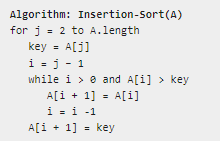 Algorithm: Insertion-Sort(A)
for j = 2 to A.length
key = A[j]
i = j - 1
while i > 0 and A[i] > key
A[i + 1] = A[i]
i = i -1
A[i + 1] = key